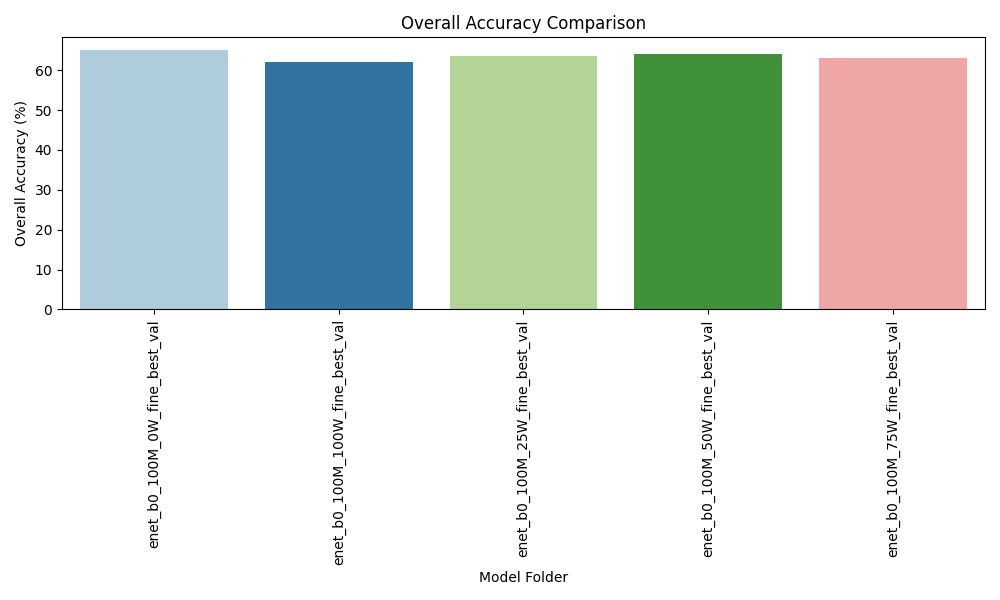 Overall Accuracy Comparison
Overall Accuracy (%)
60
50
40
30
20
10
0
enet_b0_100M_0W_fine_best_val
enet_b0_100M_100W_fine_best_val
enet_b0_100M_25W_fine_best_val
enet_b0_100M_50W_fine_best_val
enet_b0_100M_75W_fine_best_val
Model Folder